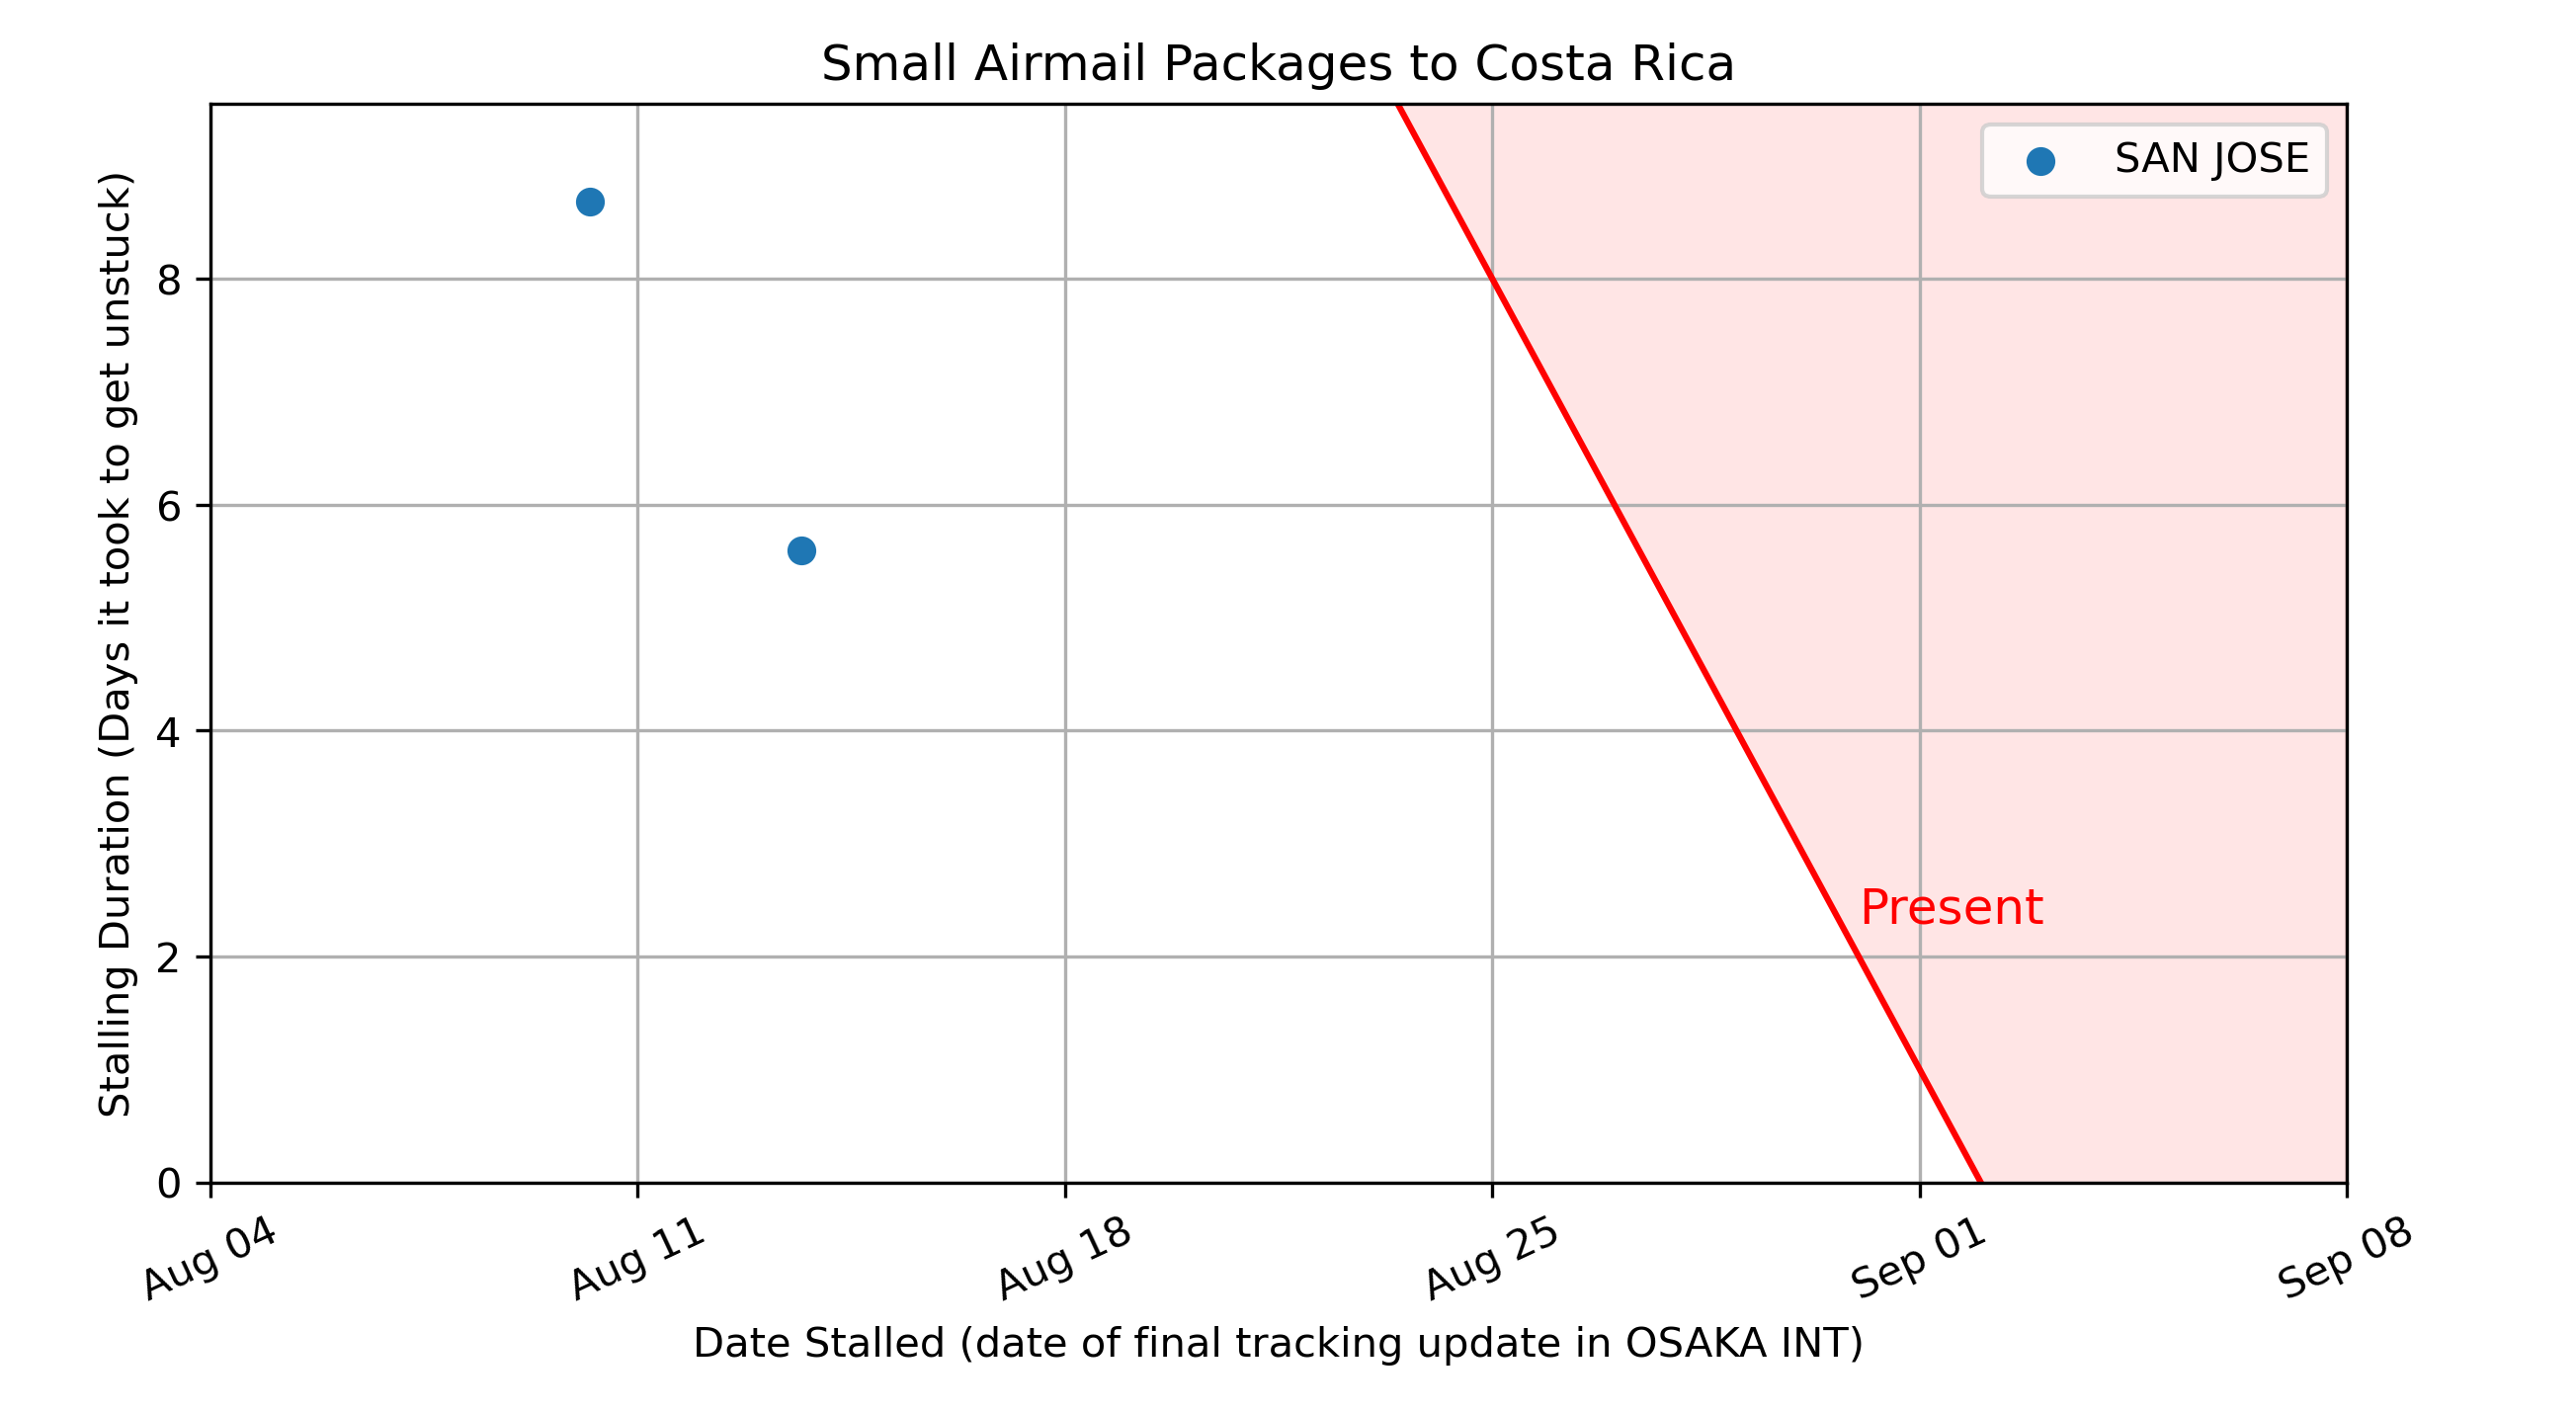 Small Airmail Packages to Costa Rica
SAN JOSE
Stalling Duration (Days it took to get unstuck)
8
6
4
2
0
Present
Aug 04
Aug 11
Aug 18
Aug 25
Sep 01
Sep 08
Date Stalled (date of final tracking update in OSAKA INT)